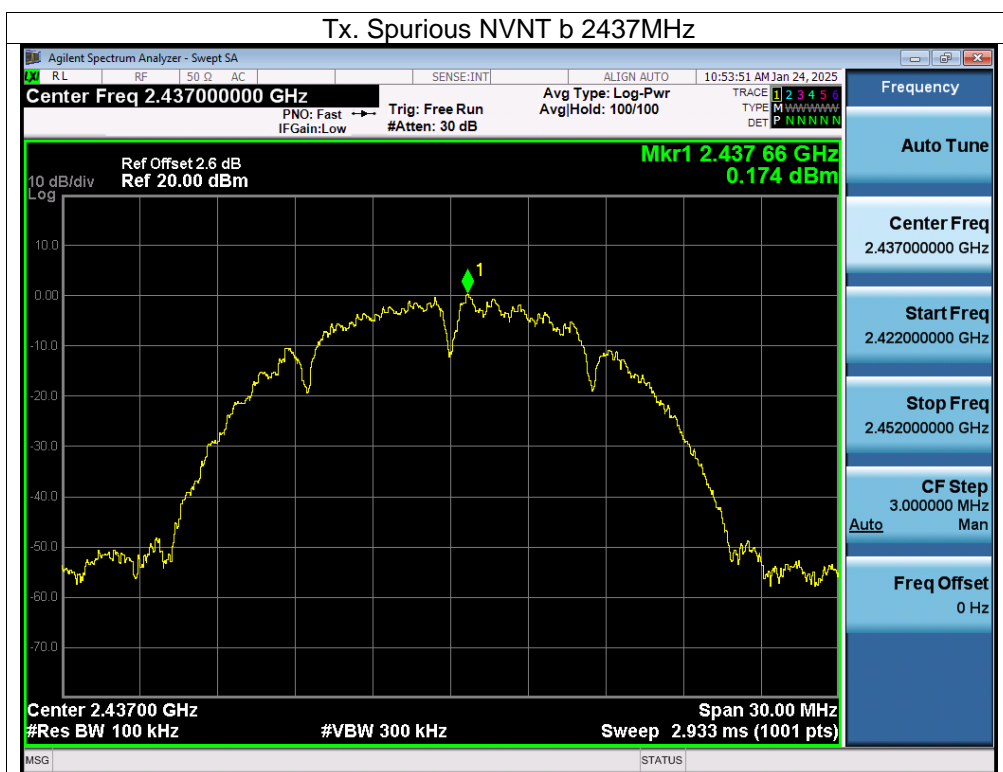 Tx. Spurious NVNT b 2437MHz
Agilent Spectrum Analyzer - Swept SA
LXI RL RF 50 Ω AC SENSE:INT ALIGN AUTO 10:53:51 AM Jan 24, 2025
Center Freq 2.437000000 GHz
PNO: Fast
IFGain:Low
Trig: Free Run
#Atten: 30 dB
Avg Type: Log-Pwr
Avg|Hold: 100/100
TRACE 1 2 3 4 5 6
TYPE M WWWWW
DET P N N N N N
Mkr1 2.437 66 GHz
0.174 dBm
Ref Offset 2.6 dB
10 dB/div Ref 20.00 dBm
Log
10.0
1
0.00
-10.0
-20.0
-30.0
-40.0
-50.0
-60.0
-70.0
Center 2.43700 GHz Span 30.00 MHz
#Res BW 100 kHz #VBW 300 kHz Sweep 2.933 ms (1001 pts)
MSG STATUS
Frequency
Auto Tune
Center Freq
2.437000000 GHz
Start Freq
2.422000000 GHz
Stop Freq
2.452000000 GHz
CF Step
3.000000 MHz
Auto Man
Freq Offset
0 Hz